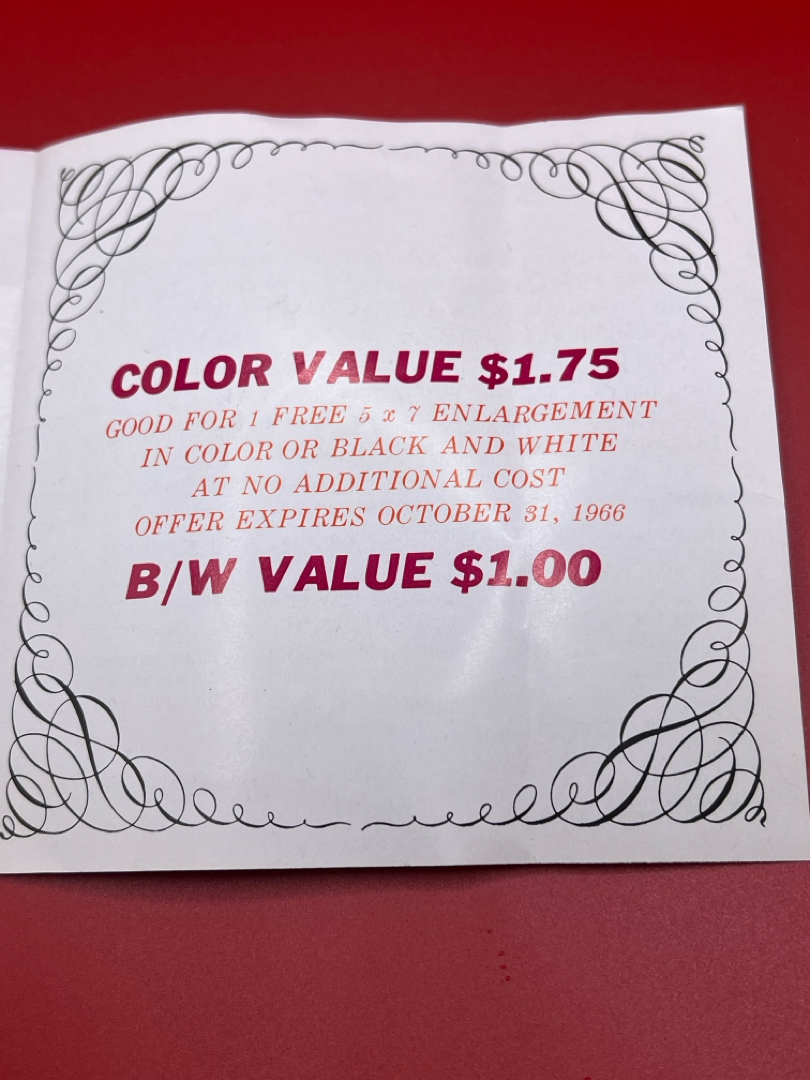 COLOR VALUE $1.75
GOOD FOR 1 FREE 5 x 7 ENLARGEMENT
IN COLOR OR BLACK AND WHITE
AT NO ADDITIONAL COST
OFFER EXPIRES OCTOBER 31, 1966
B/W VALUE $1.00